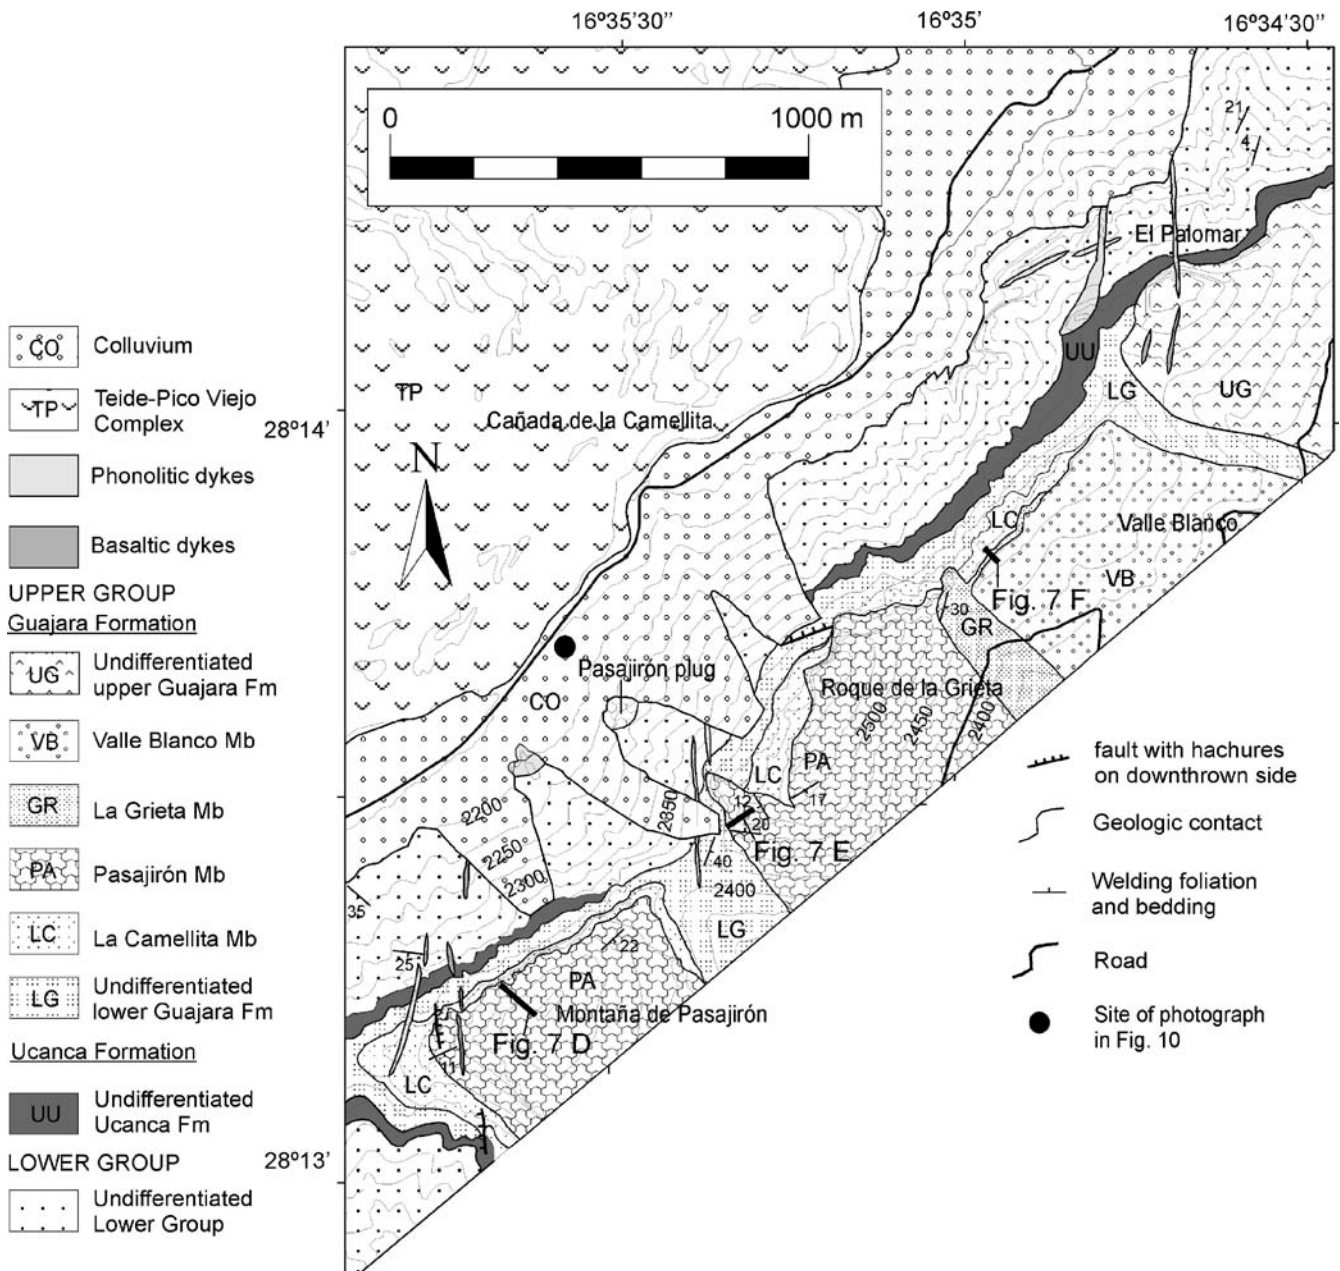 16º35'30''
16º35'
16º34'30''
0
1000 m
21
4
El Palomar
CO
Colluvium
TP
Teide-Pico Viejo
Complex
28º14'
TP
Cañada de la Camellita
UU
LG
UG
N
Phonolitic dykes
Basaltic dykes
LC
Valle Blanco
VB
UPPER GROUP
Guajara Formation
30
Fig. 7 F
GR
UG
Undifferentiated
upper Guajara Fm
Pasajirón plug
CO
Roque de la Grieta
2500
2450
2400
VB
Valle Blanco Mb
LC
PA
fault with hachures
on downthrown side
GR
La Grieta Mb
2200
2250
2300
2350
12
20
17
Geologic contact
PA
Pasajirón Mb
40
Fig. 7 E
2400
Welding foliation
and bedding
35
LC
La Camellita Mb
LG
22
25
PA
Road
LG
Undifferentiated
lower Guajara Fm
Montaña de Pasajirón
Fig. 7 D
11
LC
Site of photograph
in Fig. 10
Ucanca Formation
UU
Undifferentiated
Ucanca Fm
LOWER GROUP
28º13'
Undifferentiated
Lower Group